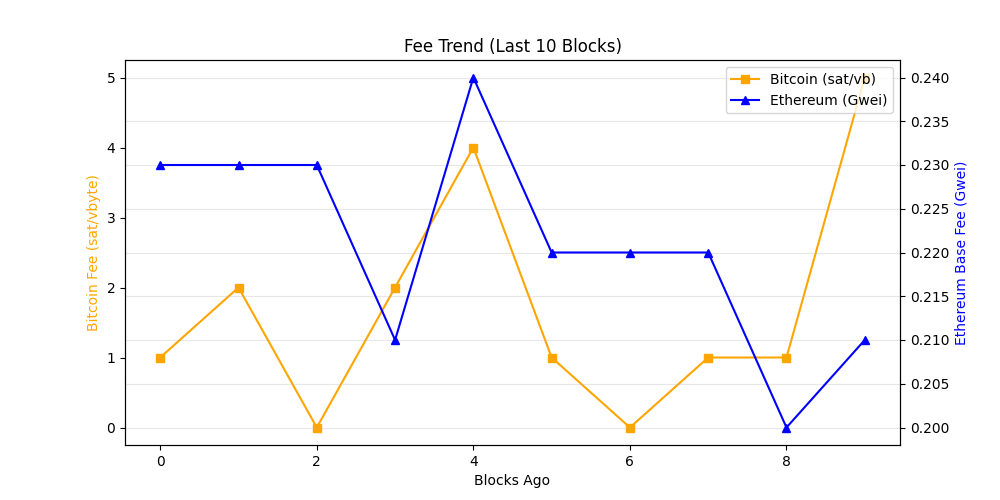 Fee Trend (Last 10 Blocks)
Bitcoin (sat/vb)
Ethereum (Gwei)
Bitcoin Fee (sat/vbyte)
5
4
3
2
1
0
0.240
0.235
0.230
0.225
0.220
0.215
0.210
0.205
0.200
Ethereum Base Fee (Gwei)
0 2 4 6 8
Blocks Ago